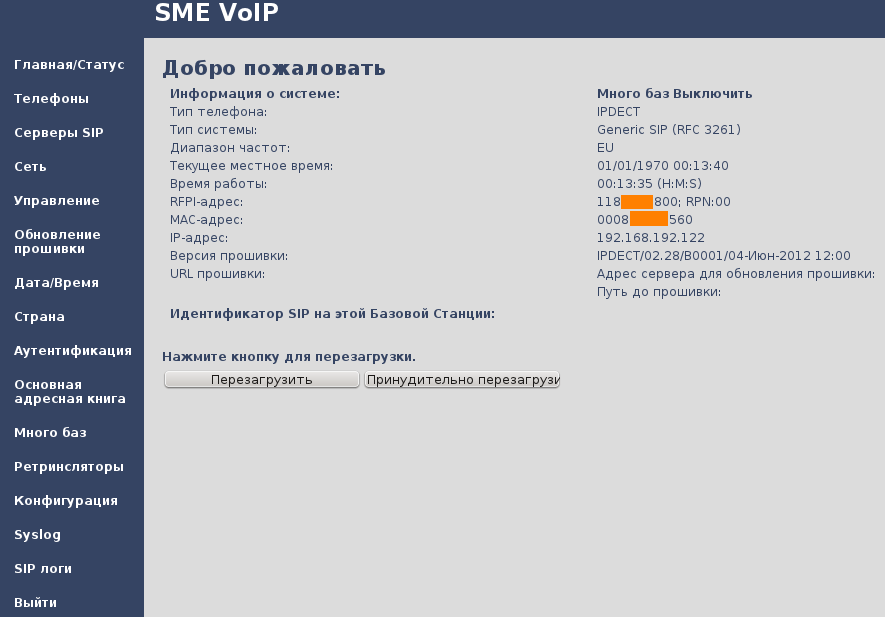 SME VoIP
Главная/Статус
Телефоны
Серверы SIP
Сеть
Управление
Обновление
прошивки
Дата/Время
Страна
Аутентификация
Основная
адресная книга
Много баз
Ретринсляторы
Конфигурация
Syslog
SIP логи
Выйти
Добро пожаловать
Информация о системе: Много баз Выключить
Тип телефона: IPDECT
Тип системы: Generic SIP (RFC 3261)
Диапазон частот: EU
Текущее местное время: 01/01/1970 00:13:40
Время работы: 00:13:35 (H:M:S)
RFPI-адрес: 118 800; RPN:00
MAC-адрес: 0008 560
IP-адрес: 192.168.192.122
Версия прошивки: IPDECT/02.28/B0001/04-Июн-2012 12:00
URL прошивки: Адрес сервера для обновления прошивки:
Путь до прошивки:
Идентификатор SIP на этой Базовой Станции:
Нажмите кнопку для перезагрузки.
Перезагрузить Принудительно перезагрузи